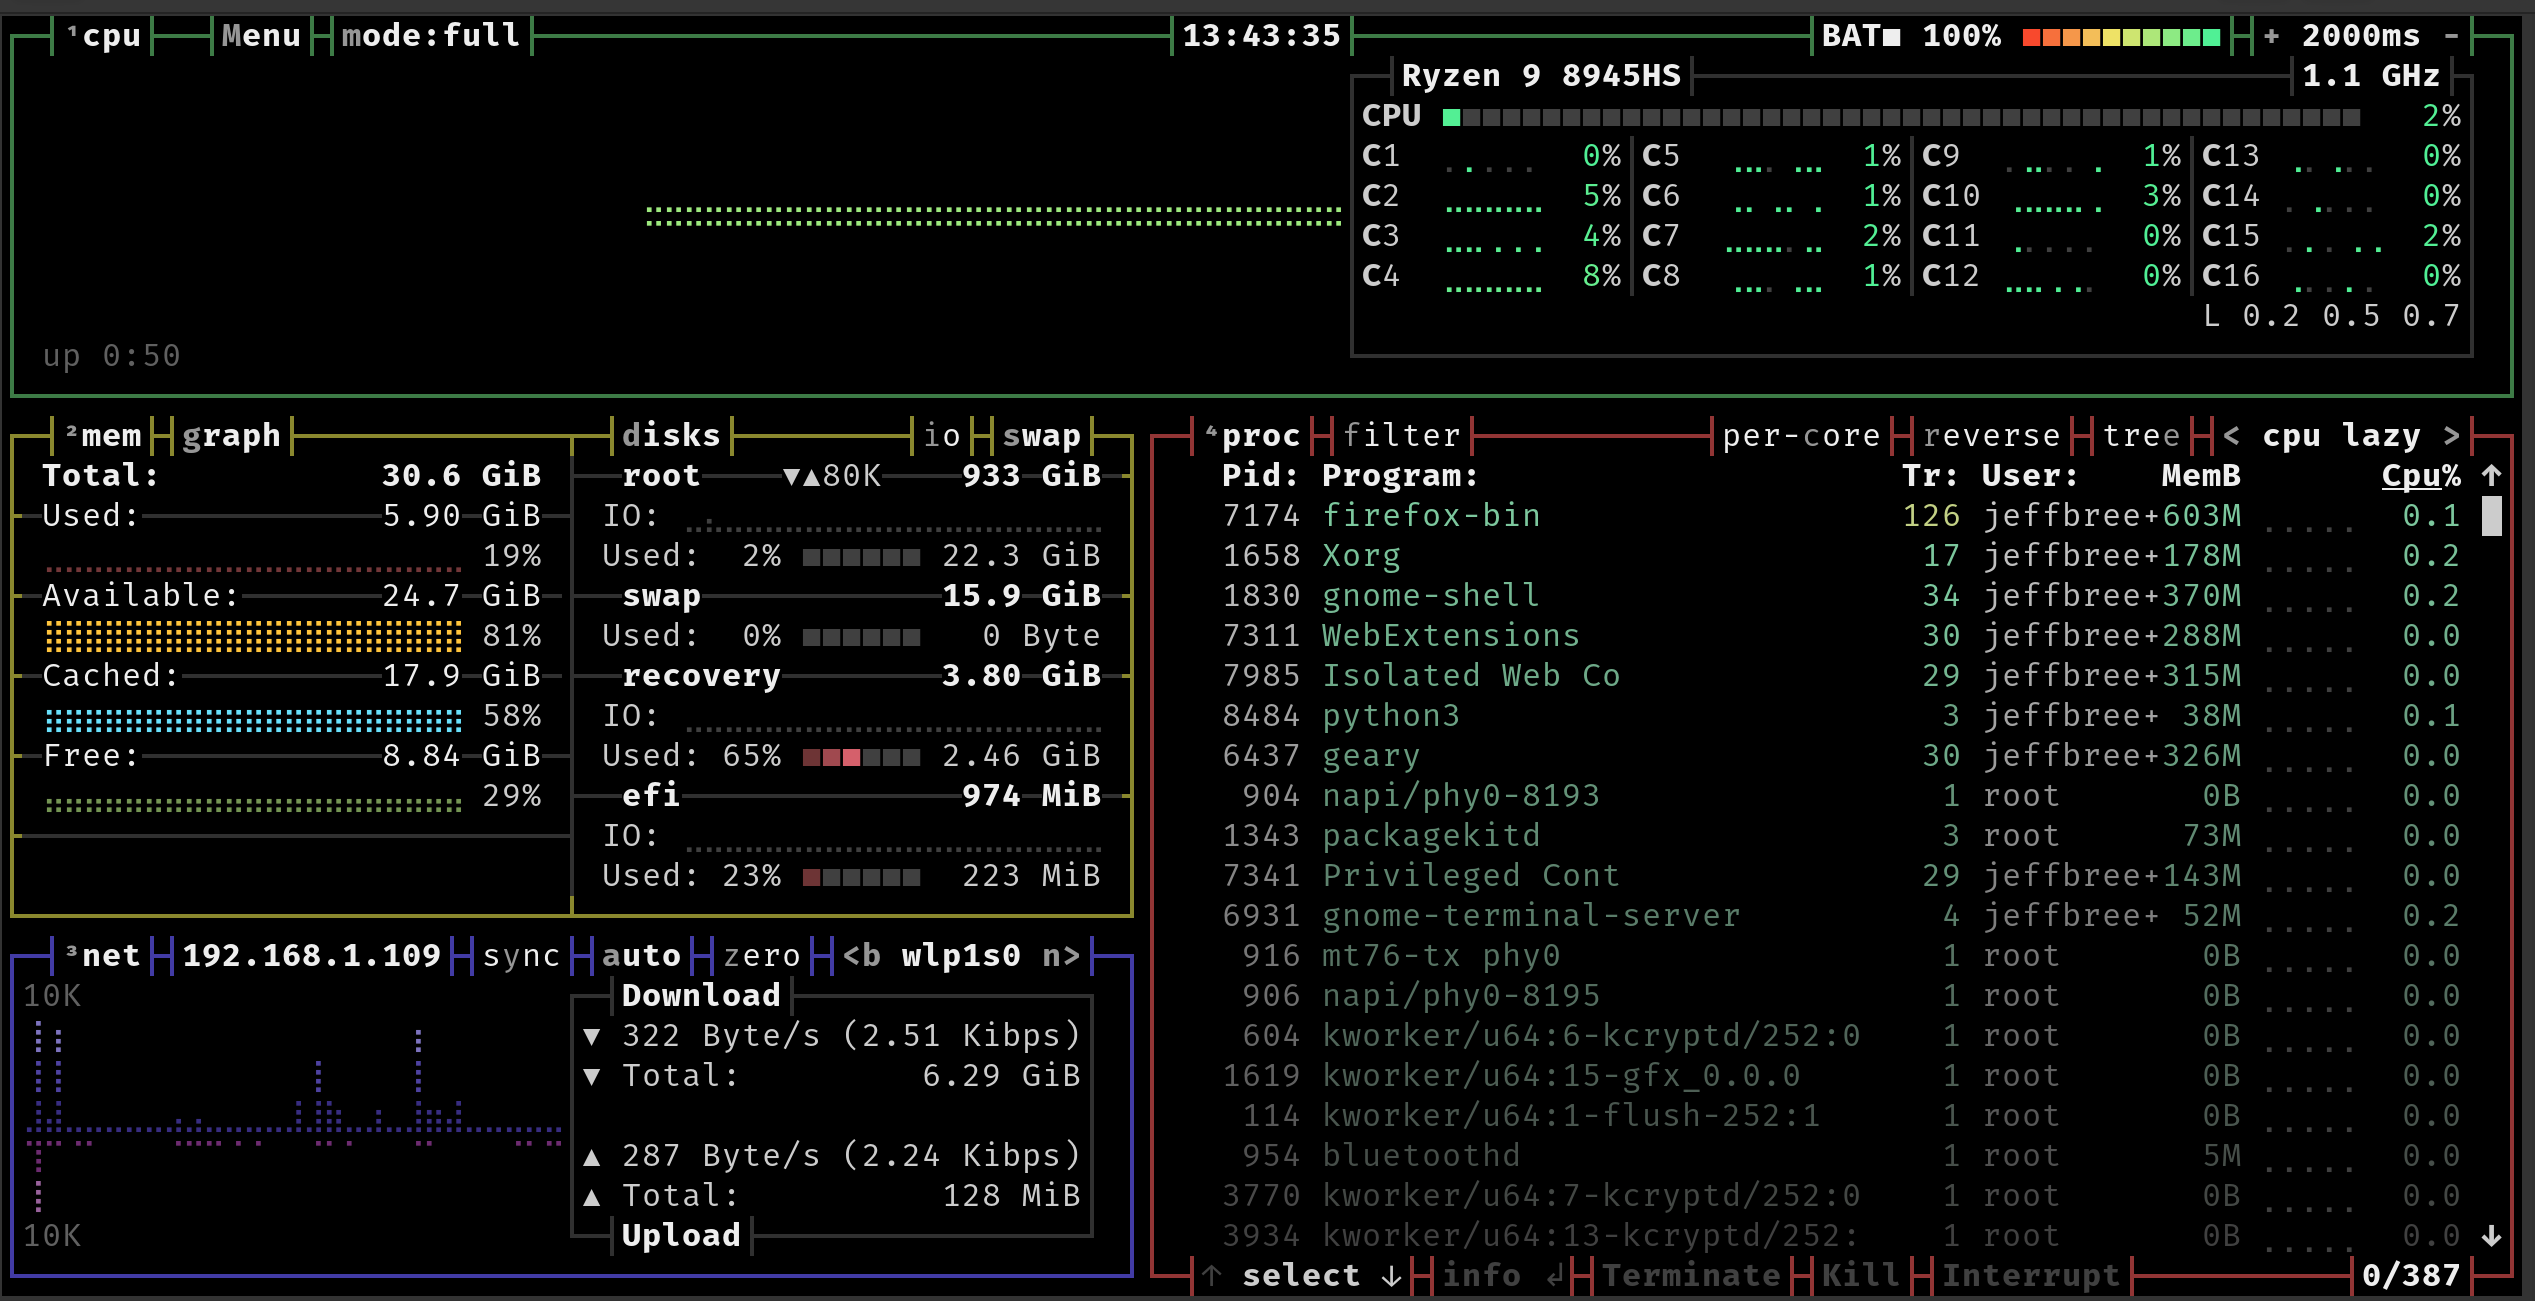 ¹cpu Menu mode:full 13:43:35 BAT■ 100% + 2000ms -
Ryzen 9 8945HS 1.1 GHz
CPU 2%
C1 0% C5 1% C9 1% C13 0%
C2 5% C6 1% C10 3% C14 0%
C3 4% C7 2% C11 0% C15 2%
C4 8% C8 1% C12 0% C16 0%
L 0.2 0.5 0.7
up 0:50
²mem graph disks io swap
Total: 30.6 GiB
Used: 5.90 GiB
19%
Available: 24.7 GiB
81%
Cached: 17.9 GiB
58%
Free: 8.84 GiB
29%
root ▼▲80K 933 GiB
IO:
Used: 2% 22.3 GiB
swap 15.9 GiB
Used: 0% 0 Byte
recovery 3.80 GiB
IO:
Used: 65% 2.46 GiB
efi 974 MiB
IO:
Used: 23% 223 MiB
³net 192.168.1.109 sync auto zero <b wlp1s0 n>
10K
Download
▼ 322 Byte/s (2.51 Kibps)
▼ Total: 6.29 GiB
▲ 287 Byte/s (2.24 Kibps)
▲ Total: 128 MiB
Upload
10K
⁴proc filter per-core reverse tree < cpu lazy >
Pid: Program: Tr: User: MemB Cpu% ↑
7174 firefox-bin 126 jeffbree+603M 0.1
1658 Xorg 17 jeffbree+178M 0.2
1830 gnome-shell 34 jeffbree+370M 0.2
7311 WebExtensions 30 jeffbree+288M 0.0
7985 Isolated Web Co 29 jeffbree+315M 0.0
8484 python3 3 jeffbree+ 38M 0.1
6437 geary 30 jeffbree+326M 0.0
904 napi/phy0-8193 1 root 0B 0.0
1343 packagekitd 3 root 73M 0.0
7341 Privileged Cont 29 jeffbree+143M 0.0
6931 gnome-terminal-server 4 jeffbree+ 52M 0.2
916 mt76-tx phy0 1 root 0B 0.0
906 napi/phy0-8195 1 root 0B 0.0
604 kworker/u64:6-kcryptd/252:0 1 root 0B 0.0
1619 kworker/u64:15-gfx_0.0.0 1 root 0B 0.0
114 kworker/u64:1-flush-252:1 1 root 0B 0.0
954 bluetoothd 1 root 5M 0.0
3770 kworker/u64:7-kcryptd/252:0 1 root 0B 0.0
3934 kworker/u64:13-kcryptd/252: 1 root 0B 0.0 ↓
↑ select ↓ info ↲ Terminate Kill Interrupt 0/387